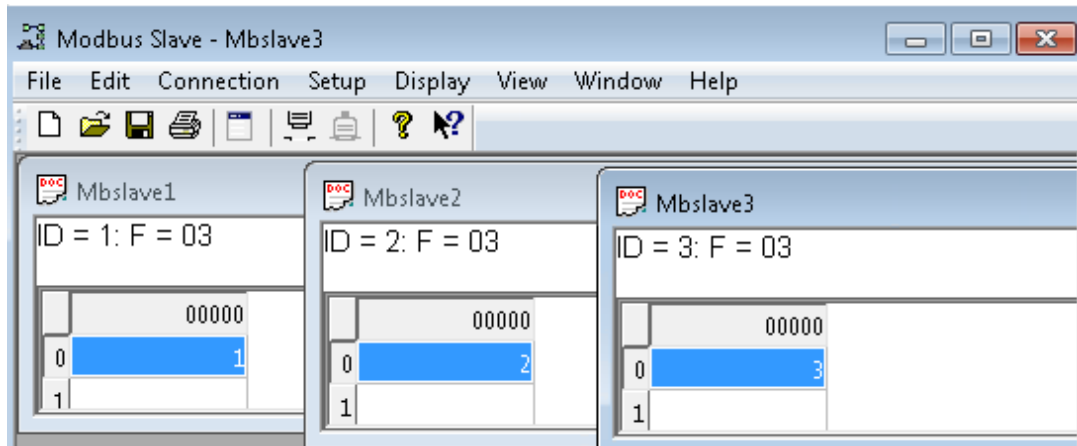 Modbus Slave - Mbslave3
File Edit Connection Setup Display View Window Help
Mbslave1
ID = 1: F = 03
00000
0 1
1
Mbslave2
ID = 2: F = 03
00000
0 2
1
Mbslave3
ID = 3: F = 03
00000
0 3
1